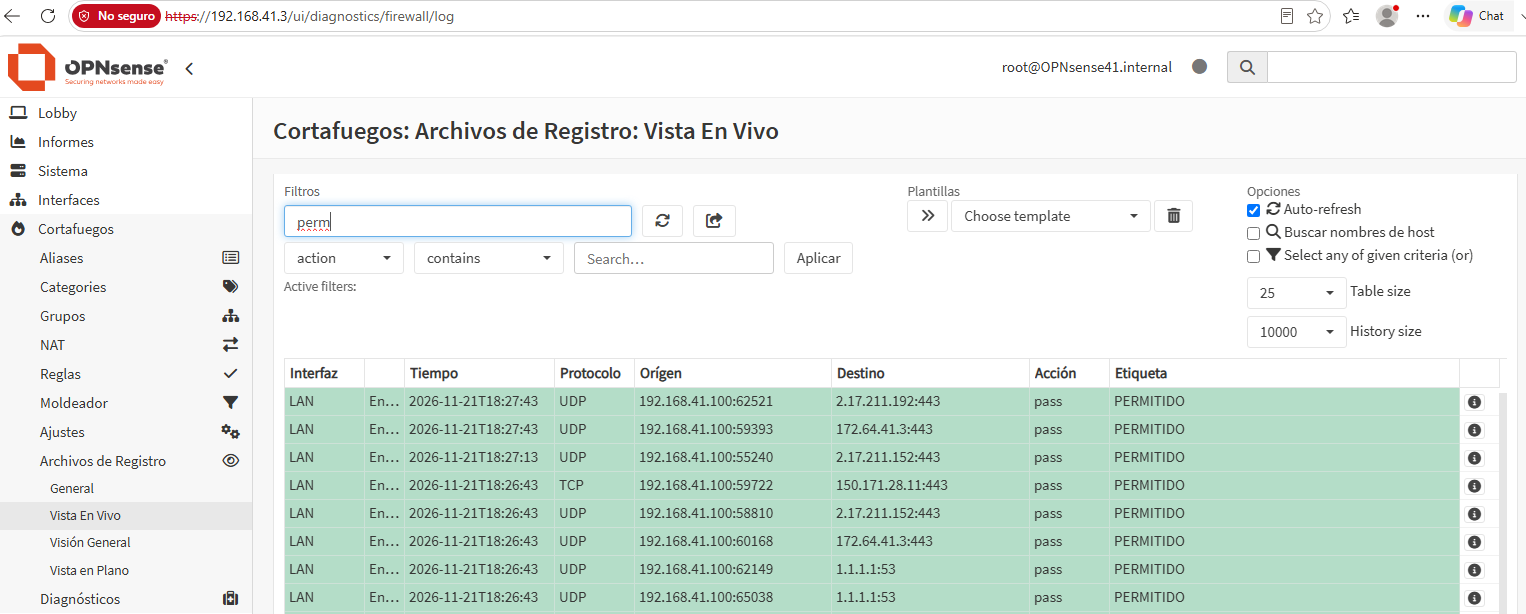 No seguro https://192.168.41.3/ui/diagnostics/firewall/log Chat
OPNsense®
Securing networks made easy
root@OPNsense41.internal
Lobby
Informes
Sistema
Interfaces
Cortafuegos
Aliases
Categories
Grupos
NAT
Reglas
Moldeador
Ajustes
Archivos de Registro
General
Vista En Vivo
Visión General
Vista en Plano
Diagnósticos
Cortafuegos: Archivos de Registro: Vista En Vivo
Filtros
perm
action contains Search... Aplicar
Active filters:
Plantillas
Choose template
Opciones
Auto-refresh
Buscar nombres de host
Select any of given criteria (or)
25 Table size
10000 History size
Interfaz Tiempo Protocolo Orígen Destino Acción Etiqueta
LAN En... 2026-11-21T18:27:43 UDP 192.168.41.100:62521 2.17.211.192:443 pass PERMITIDO
LAN En... 2026-11-21T18:27:43 UDP 192.168.41.100:59393 172.64.41.3:443 pass PERMITIDO
LAN En... 2026-11-21T18:27:13 UDP 192.168.41.100:55240 2.17.211.152:443 pass PERMITIDO
LAN En... 2026-11-21T18:26:43 TCP 192.168.41.100:59722 150.171.28.11:443 pass PERMITIDO
LAN En... 2026-11-21T18:26:43 UDP 192.168.41.100:58810 2.17.211.152:443 pass PERMITIDO
LAN En... 2026-11-21T18:26:43 UDP 192.168.41.100:60168 172.64.41.3:443 pass PERMITIDO
LAN En... 2026-11-21T18:26:43 UDP 192.168.41.100:62149 1.1.1.1:53 pass PERMITIDO
LAN En... 2026-11-21T18:26:43 UDP 192.168.41.100:65038 1.1.1.1:53 pass PERMITIDO